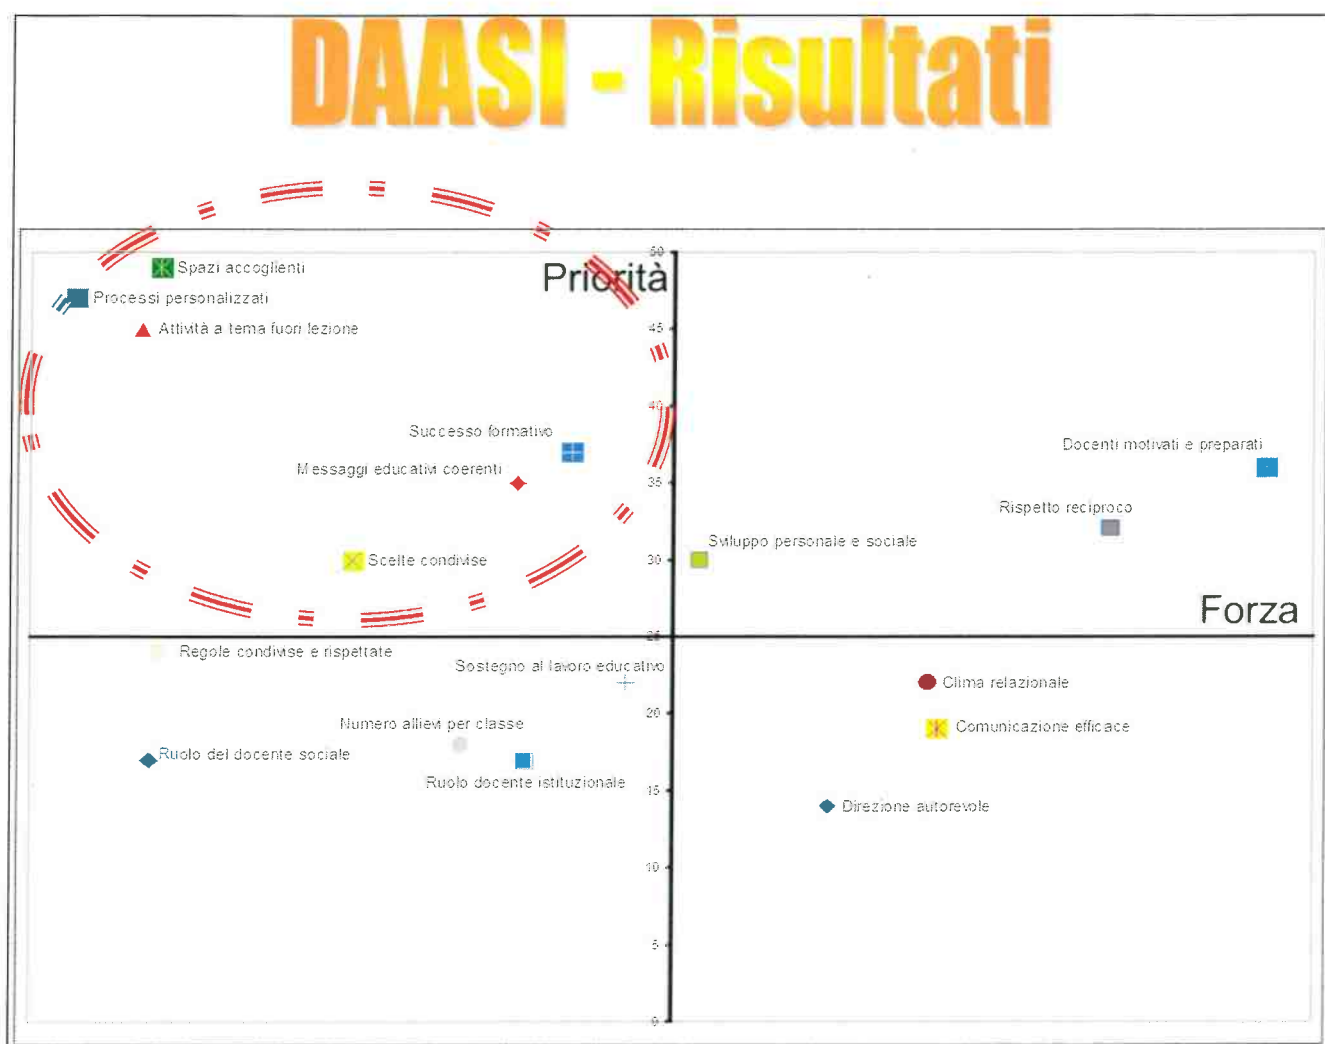 DAASI - Risultati
Priorità
50
Spazi accoglienti
Processi personalizzati
Attività a tema fuori lezione
45
40
Successo formativo
Docenti motivati e preparati
Messaggi educativi coerenti
35
Rispetto reciproco
Sviluppo personale e sociale
Scelte condivise
30
Forza
25
Regole condivise e rispettate
Sostegno al lavoro educativo
Clima relazionale
20
Numero allievi per classe
Comunicazione efficace
Ruolo del docente sociale
Ruolo docente istituzionale
15
Direzione autorevole
10
5
0